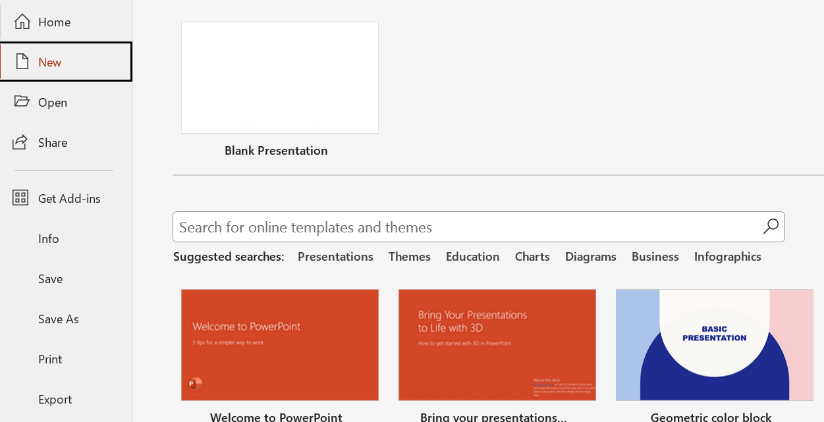 Home
New
Open
Share
Get Add-ins
Info
Save
Save As
Print
Export
Blank Presentation
Search for online templates and themes
Suggested searches: Presentations Themes Education Charts Diagrams Business Infographics
Welcome to PowerPoint
5 tips for a simpler way to work
P
Welcome to PowerPoint
Bring Your Presentations
to Life with 3D
How to get started with 3D in PowerPoint
Bring your presentations...
BASIC
PRESENTATION
Geometric color block